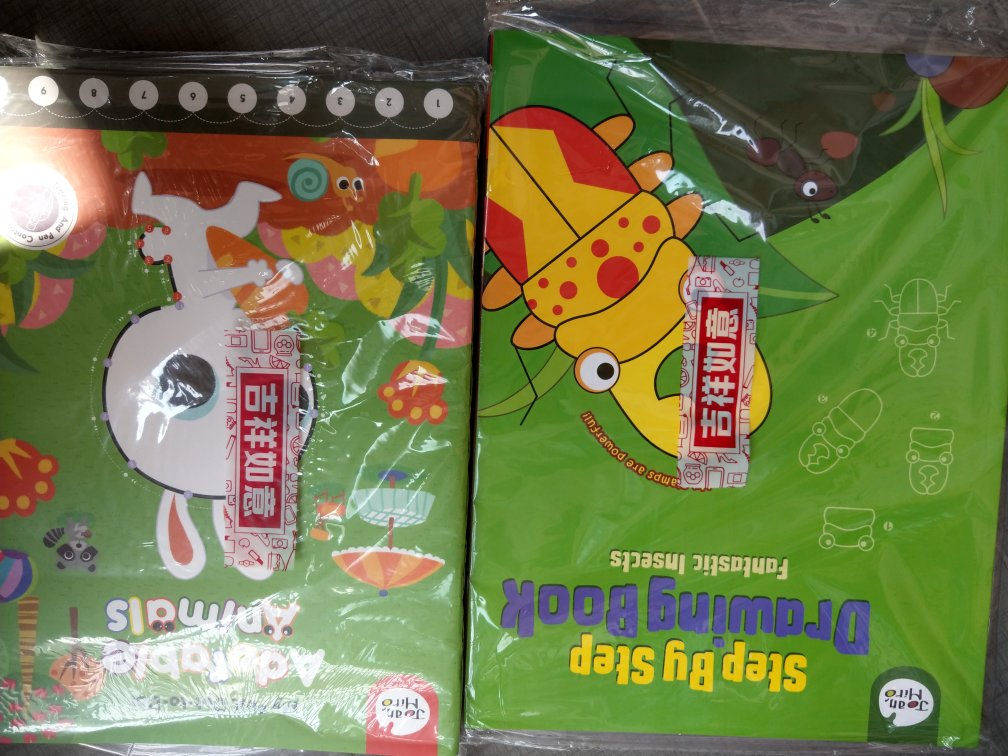 Adorable
Animals
1
2
3
4
5
6
7
8
9
吉祥如意
Joan
Miro
Step By Step
Drawing Book
Fantastic Insects
amps are powerful!
吉祥如意
Joan
Miro